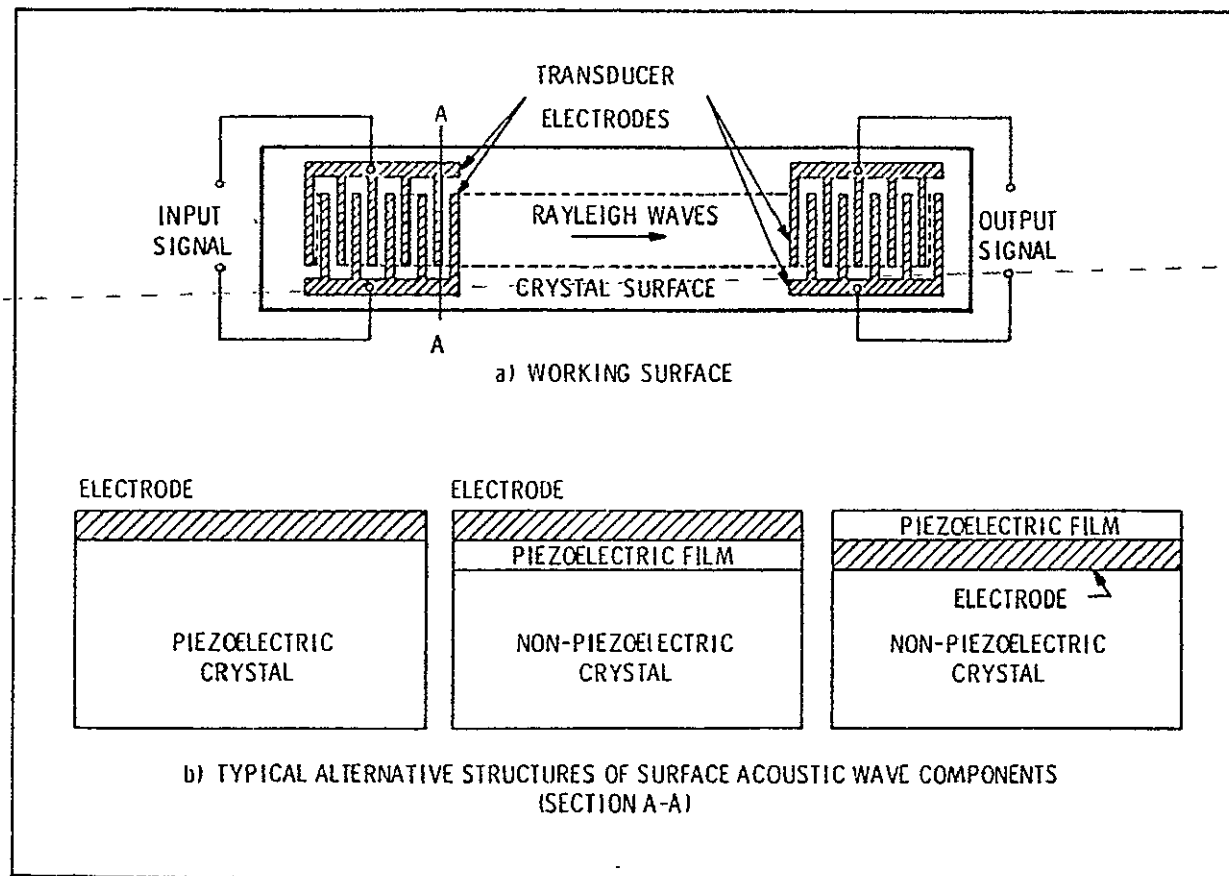 TRANSDUCER
ELECTRODES
A
INPUT
SIGNAL
RAYLEIGH WAVES
CRYSTAL SURFACE
OUTPUT
SIGNAL
A
a) WORKING SURFACE
ELECTRODE
PIEZOELECTRIC
CRYSTAL
ELECTRODE
PIEZOELECTRIC FILM
NON-PIEZOELECTRIC
CRYSTAL
PIEZOELECTRIC FILM
ELECTRODE
NON-PIEZOELECTRIC
CRYSTAL
b) TYPICAL ALTERNATIVE STRUCTURES OF SURFACE ACOUSTIC WAVE COMPONENTS
(SECTION A-A)